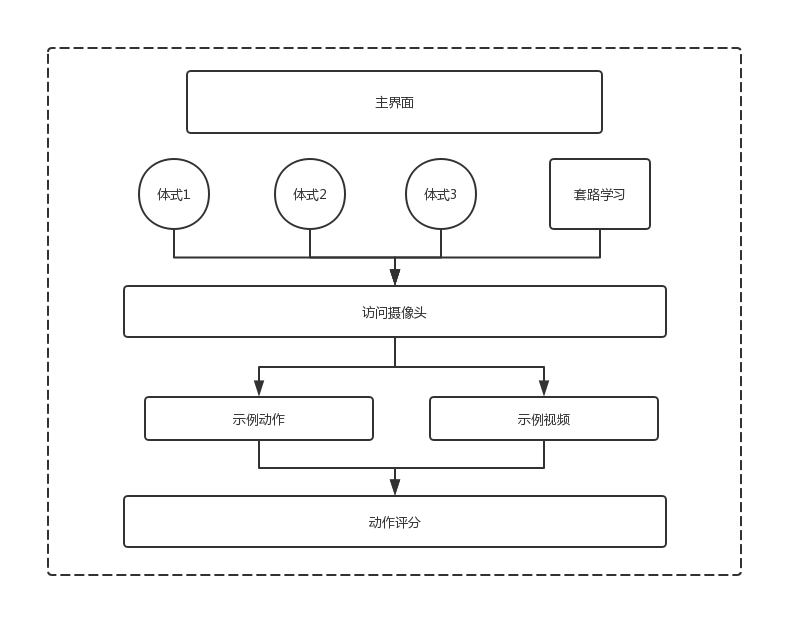 主界面
体式1
体式2
体式3
套路学习
访问摄像头
示例动作
示例视频
动作评分